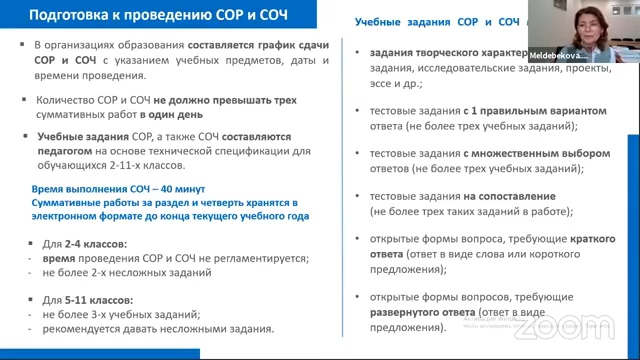 Подготовка к проведению СОР и СОЧ
▪ В организациях образования составляется график сдачи
СОР и СОЧ с указанием учебных предметов, даты и
времени проведения.
▪ Количество СОР и СОЧ не должно превышать трех
суммативных работ в один день
▪ Учебные задания СОР, а также СОЧ составляются
педагогом на основе технической спецификации для
обучающихся 2-11-х классов.
Время выполнения СОЧ – 40 минут
Суммативные работы за раздел и четверть хранятся в
электронном формате до конца текущего учебного года
▪ Для 2-4 классов:
- время проведения СОР и СОЧ не регламентируется;
- не более 2-х несложных заданий
▪ Для 5-11 классов:
- не более 3-х учебных заданий;
- рекомендуется давать несложными задания.
Учебные задания СОР и СОЧ
• задания творческого характера
задания, исследовательские задания, проекты,
эссе и др.;
• тестовые задания с 1 правильным вариантом
ответа (не более трех учебных заданий);
• тестовые задания с множественным выбором
ответов (не более трех учебных заданий);
• тестовые задания на сопоставление
(не более трех таких заданий в работе);
• открытые формы вопроса, требующие краткого
ответа (ответ в виде слова или короткого
предложения);
• открытые формы вопросов, требующие
развернутого ответа (ответ в виде
предложения).
Meldebekova...
zoom